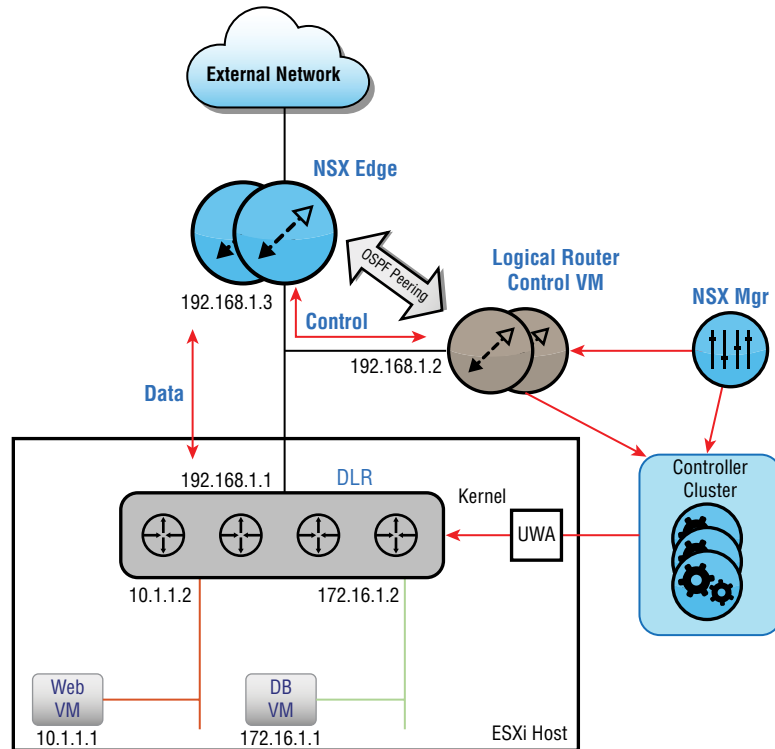 External Network
NSX Edge
OSPF Peering
Logical Router
Control VM
NSX Mgr
192.168.1.3
Control
192.168.1.2
Data
192.168.1.1
DLR
Kernel
UWA
Controller
Cluster
10.1.1.2
172.16.1.2
Web
VM
DB
VM
10.1.1.1
172.16.1.1
ESXi Host